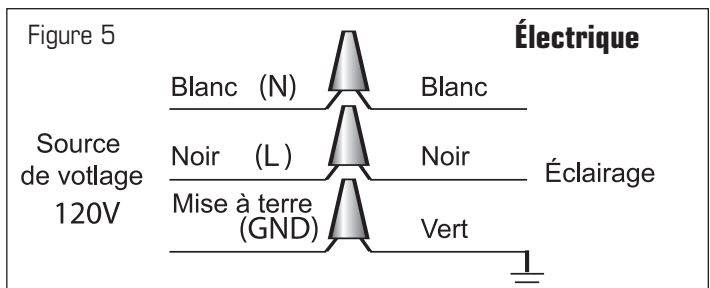 Figure 5
Électrique
Blanc (N)
Blanc
Source
de votlage
120V
Noir (L)
Noir
Éclairage
Mise à terre
(GND)
Vert